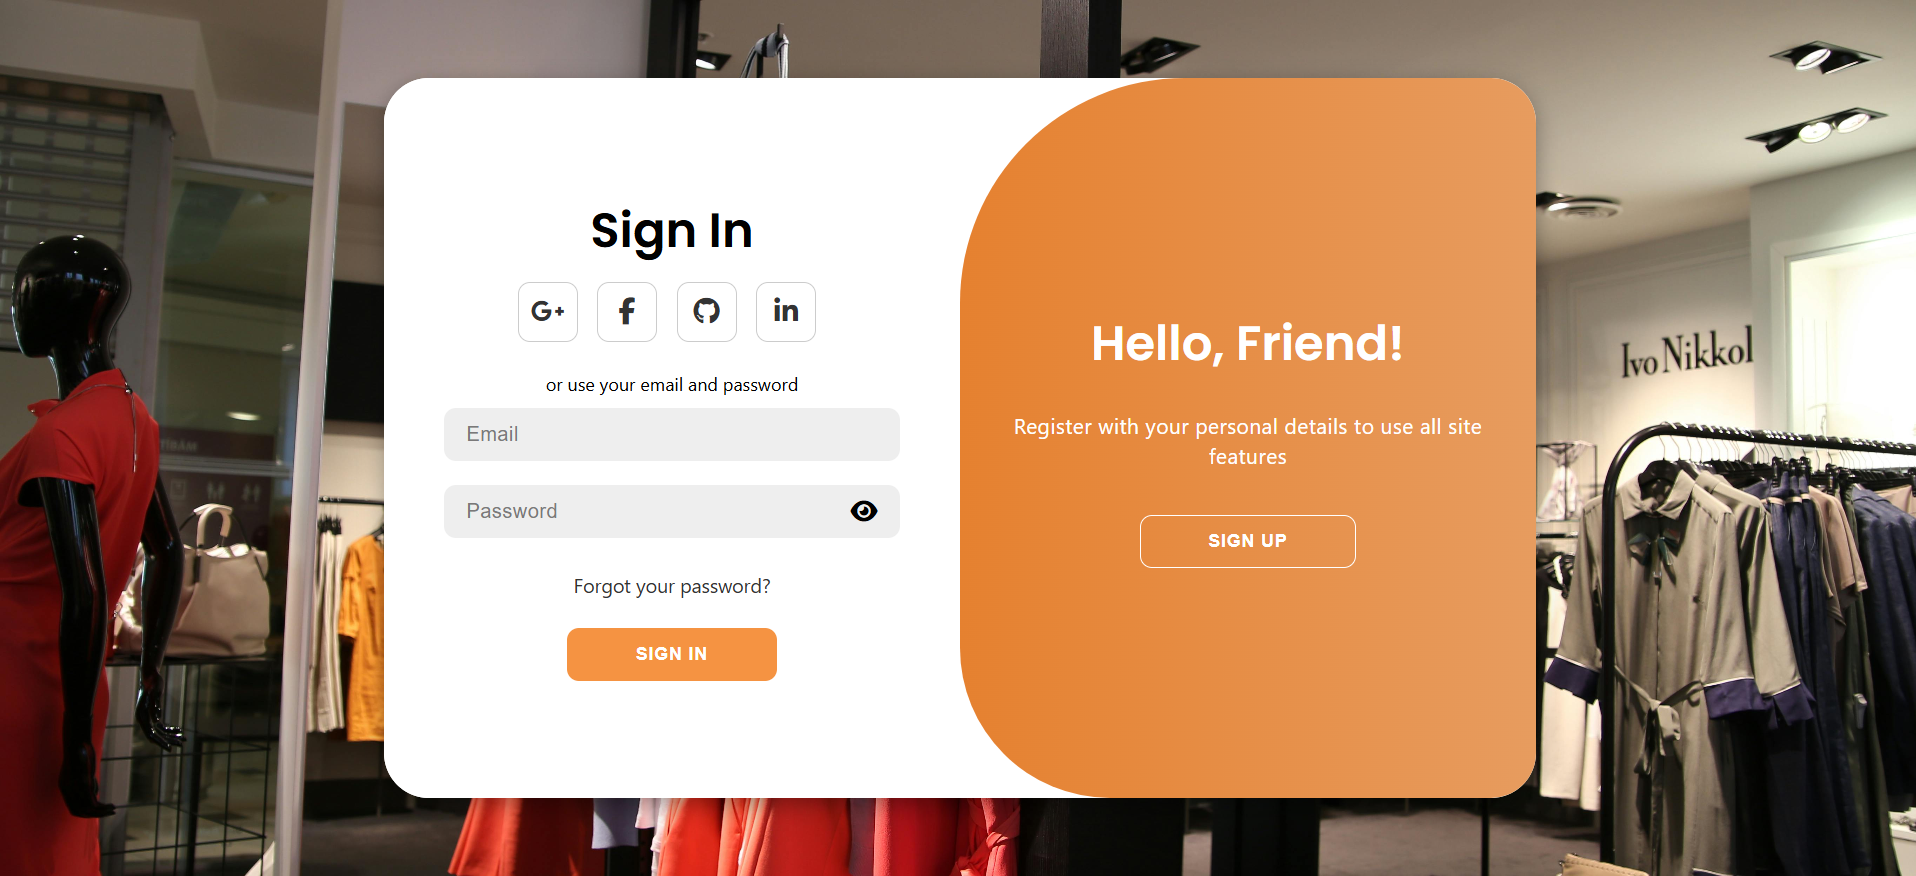 Sign In
G+
f
in
or use your email and password
Email
Password
Forgot your password?
SIGN IN
Hello, Friend!
Register with your personal details to use all site
features
SIGN UP
Ivo Nikkol